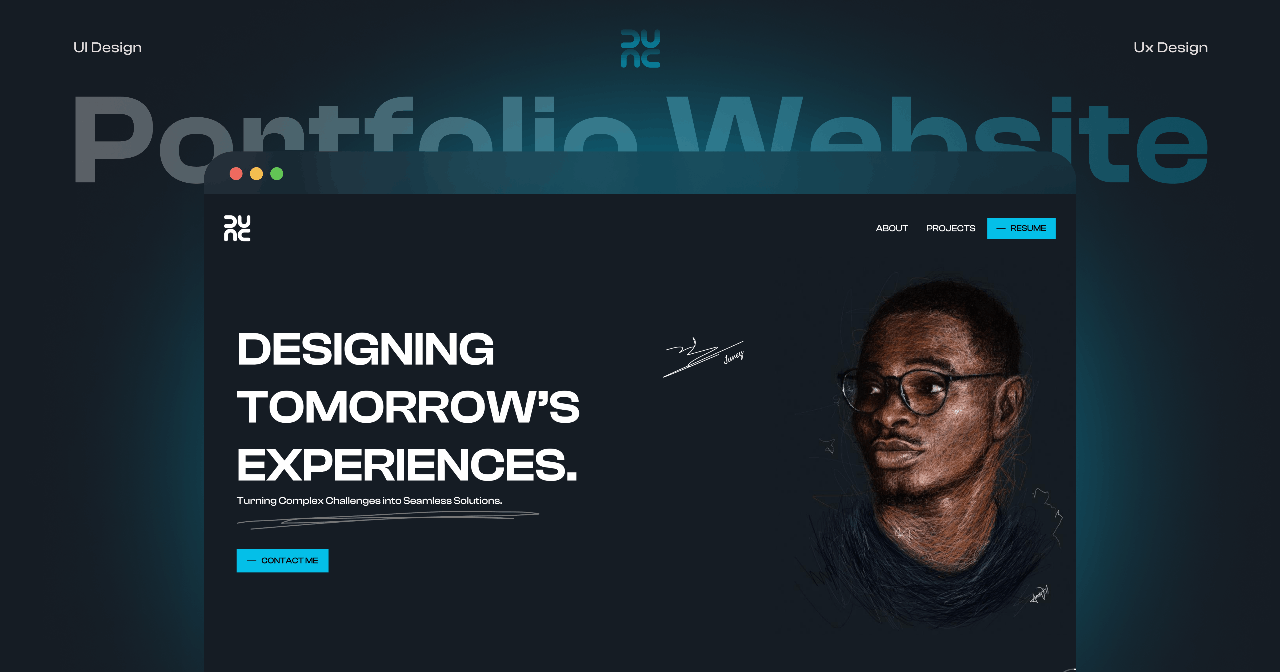 UI Design
Ux Design
Portfolio Website
ABOUT
PROJECTS
— RESUME
DESIGNING
TOMORROW'S
EXPERIENCES.
Turning Complex Challenges into Seamless Solutions.
— CONTACT ME